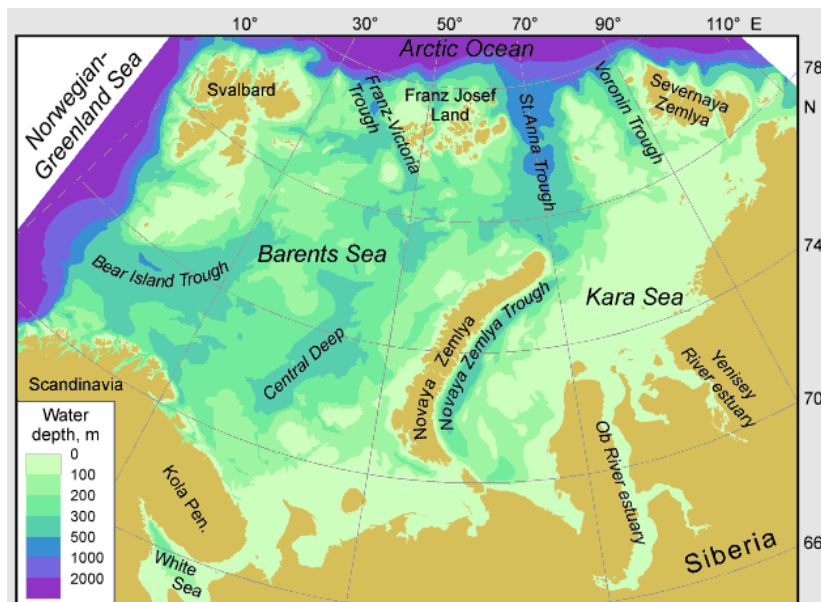 10°
30°
50°
70°
90°
110° E
Arctic Ocean
78
N
Norwegian-
Greenland Sea
Svalbard
Franz-Victoria
Trough
Franz Josef
Land
St.Anna Trough
Voronin Trough
Severnaya
Zemlya
74
Bear Island Trough
Barents Sea
Kara Sea
Central Deep
Novaya Zemlya
Novaya Zemlya Trough
Yenisey
River estuary
70
Scandinavia
Water
depth, m
0
100
200
300
500
1000
2000
Kola Pen.
White
Sea
Ob River estuary
Siberia
66